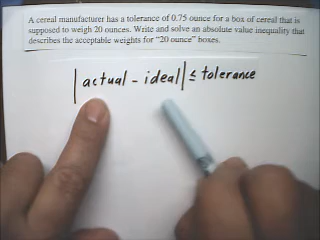 A cereal manufacturer has a tolerance of 0.75 ounce for a box of cereal that is
supposed to weigh 20 ounces. Write and solve an absolute value inequality that
describes the acceptable weights for “20 ounce” boxes.
|actual - ideal| ≤ tolerance